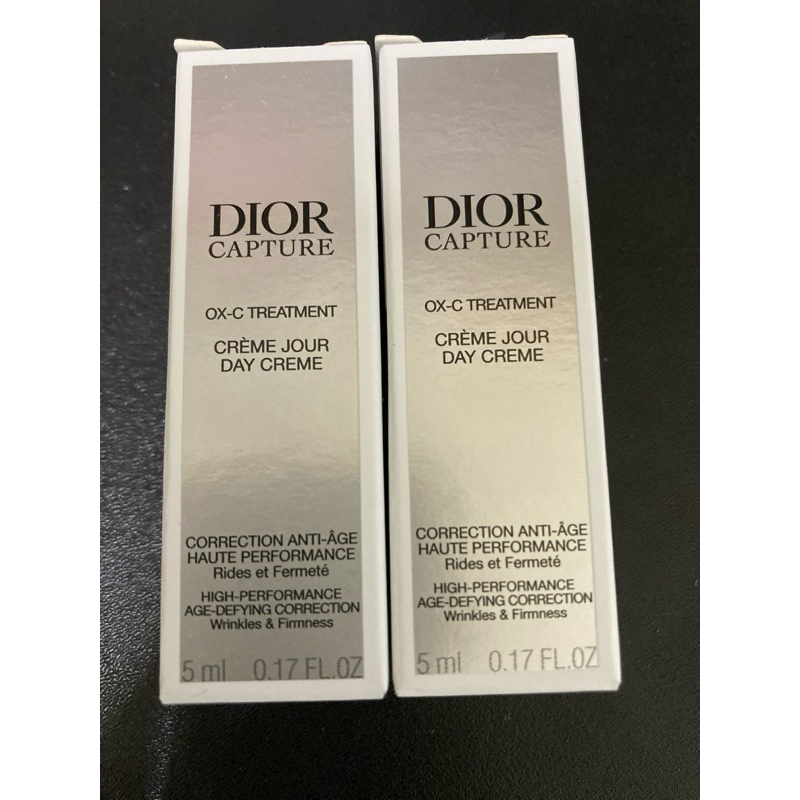 DIOR
CAPTURE
OX-C TREATMENT
CRÈME JOUR
DAY CREME
CORRECTION ANTI-ÂGE
HAUTE PERFORMANCE
Rides et Fermeté
HIGH-PERFORMANCE
AGE-DEFYING CORRECTION
Wrinkles & Firmness
5 ml 0.17 FL.OZ
DIOR
CAPTURE
OX-C TREATMENT
CRÈME JOUR
DAY CREME
CORRECTION ANTI-ÂGE
HAUTE PERFORMANCE
Rides et Fermeté
HIGH-PERFORMANCE
AGE-DEFYING CORRECTION
Wrinkles & Firmness
5 ml 0.17 FL.OZ